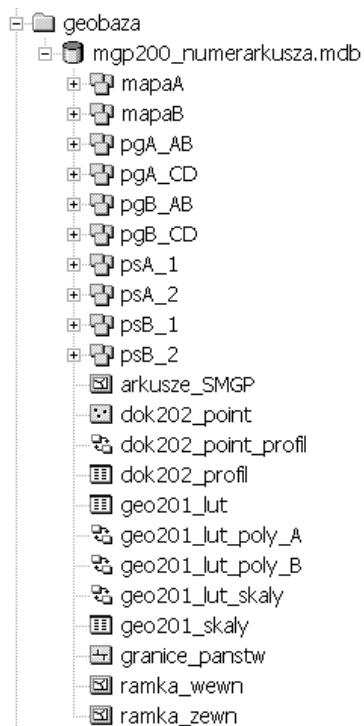 geobaza
mgp200_numerarkusza.mdb
mapaA
mapaB
pgA_AB
pgA_CD
pgB_AB
pgB_CD
psA_1
psA_2
psB_1
psB_2
arkusze_SMGP
dok202_point
dok202_point_profil
dok202_profil
geo201_lut
geo201_lut_poly_A
geo201_lut_poly_B
geo201_lut_skaly
geo201_skaly
granice_panstw
ramka_wewn
ramka_zewn